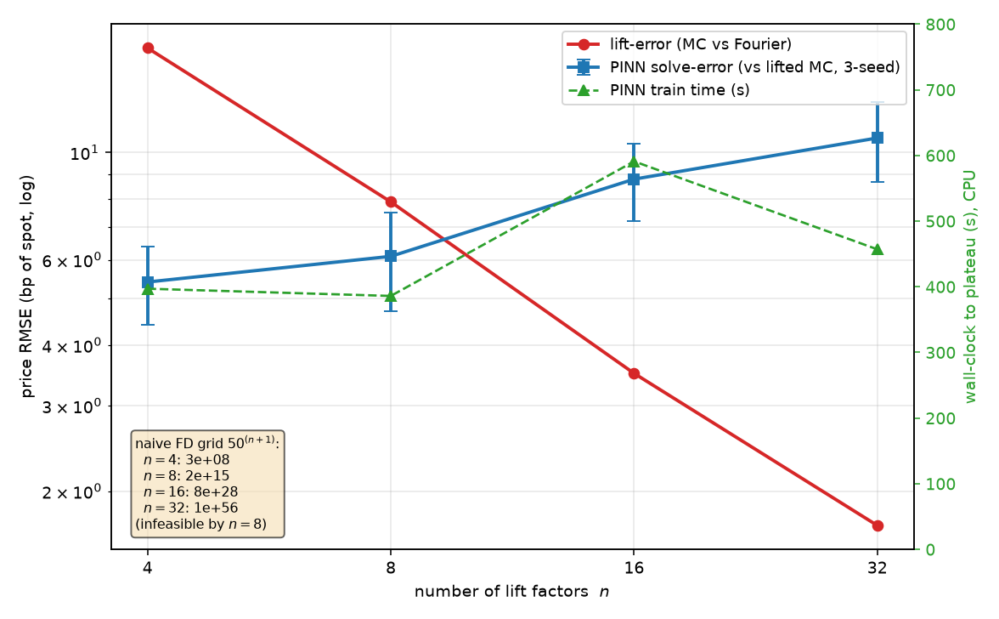 lift-error (MC vs Fourier)
PINN solve-error (vs lifted MC, 3-seed)
PINN train time (s)
price RMSE (bp of spot, log)
10¹
6 × 10⁰
4 × 10⁰
3 × 10⁰
2 × 10⁰
naive FD grid 50⁽ⁿ⁺¹⁾:
n = 4: 3e+08
n = 8: 2e+15
n = 16: 8e+28
n = 32: 1e+56
(infeasible by n = 8)
4
8
16
32
number of lift factors n
800
700
600
500
400
300
200
100
0
wall-clock to plateau (s), CPU